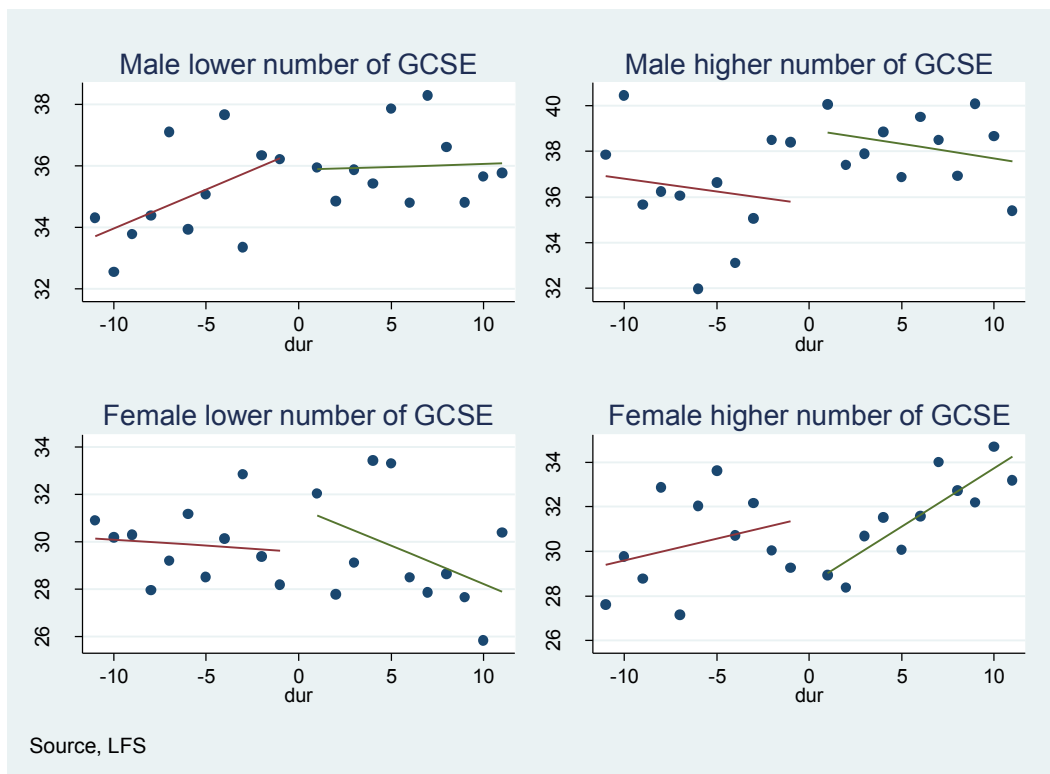 Male lower number of GCSE
38
36
34
32
-10 -5 0 5 10
dur
Male higher number of GCSE
40
38
36
34
32
-10 -5 0 5 10
dur
Female lower number of GCSE
34
32
30
28
26
-10 -5 0 5 10
dur
Female higher number of GCSE
34
32
30
28
26
-10 -5 0 5 10
dur
Source, LFS